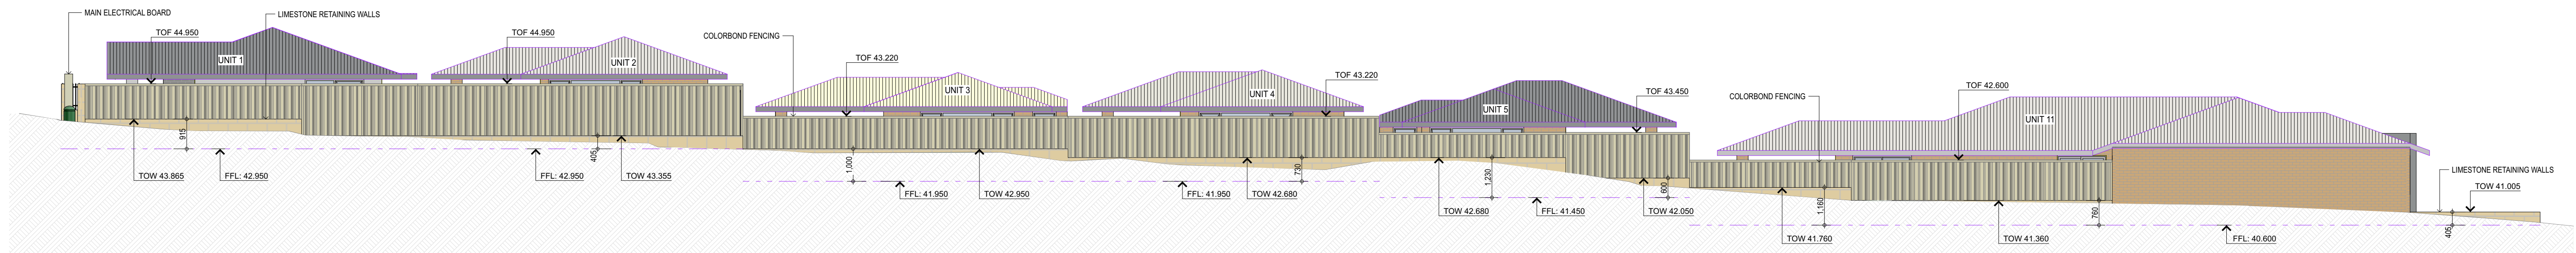 MAIN ELECTRICAL BOARD
LIMESTONE RETAINING WALLS
TOF 44.950
TOF 44.950
COLORBOND FENCING
TOF 43.220
TOF 43.220
TOF 43.450
COLORBOND FENCING
TOF 42.600
UNIT 1
UNIT 2
UNIT 3
UNIT 4
UNIT 5
UNIT 11
915
405
1,000
730
1,230
600
1,160
760
405
LIMESTONE RETAINING WALLS
TOW 41.005
TOW 43.865
FFL: 42.950
FFL: 42.950
TOW 43.355
FFL: 41.950
TOW 42.950
FFL: 41.950
TOW 42.680
TOW 42.680
FFL: 41.450
TOW 42.050
TOW 41.760
TOW 41.360
FFL: 40.600